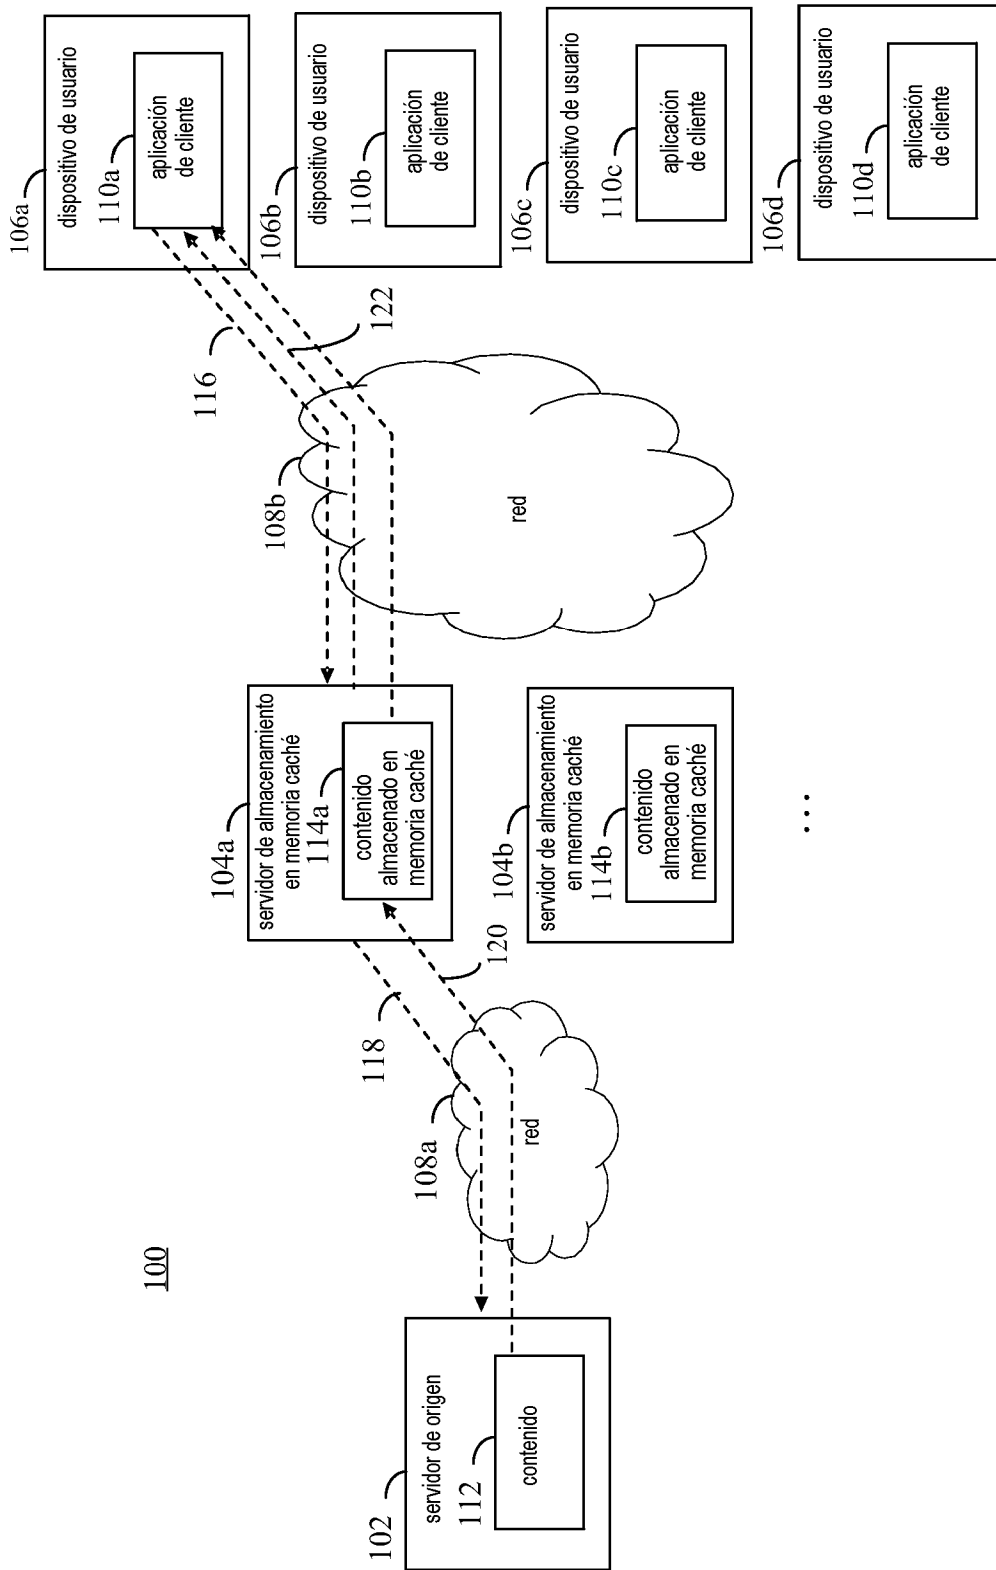 100
102
servidor de origen
112
contenido
108a
red
118
120
104a
servidor de almacenamiento
en memoria caché
114a
contenido
almacenado en
memoria caché
104b
servidor de almacenamiento
en memoria caché
114b
contenido
almacenado en
memoria caché
...
108b
red
116
122
106a
dispositivo de usuario
110a
aplicación
de cliente
106b
dispositivo de usuario
110b
aplicación
de cliente
106c
dispositivo de usuario
110c
aplicación
de cliente
106d
dispositivo de usuario
110d
aplicación
de cliente